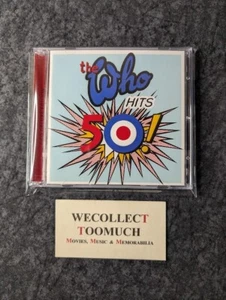 the Who
HITS
50!
WECOLLECT
TOOMUCH
MOVIES, MUSIC & MEMORABILIA